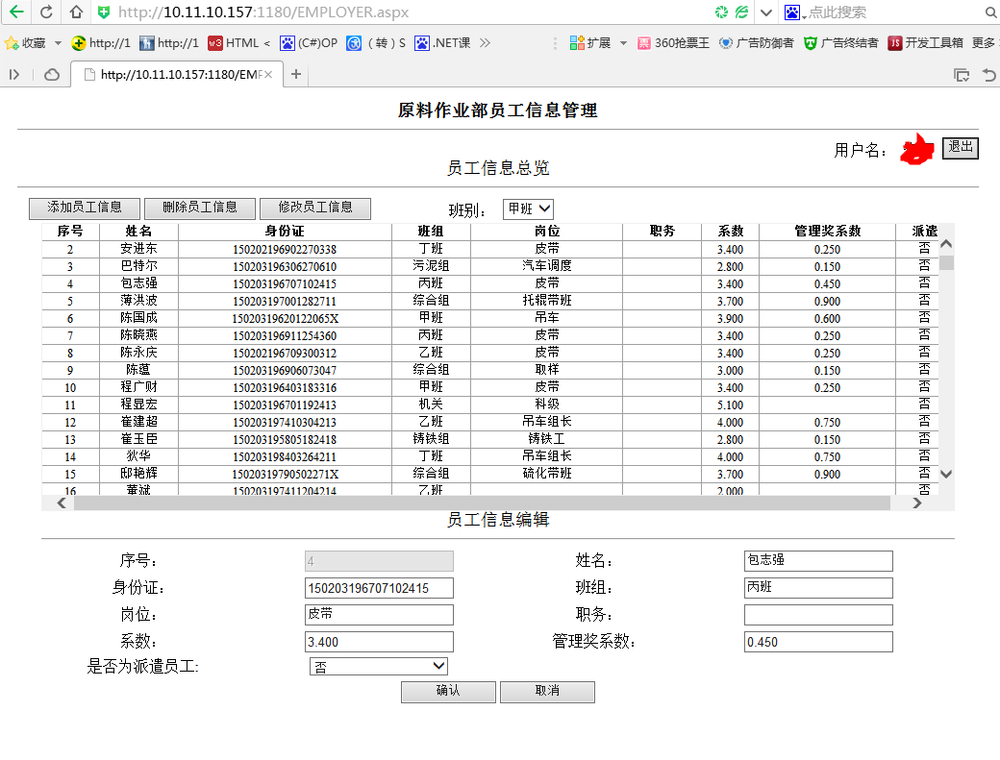 http://10.11.10.157:1180/EMPLOYER.aspx 点此搜索
收藏 http://1 http://1 HTML < (C#)OP （转）S .NET课 扩展 360抢票王 广告防御者 广告终结者 开发工具箱 更多
http://10.11.10.157:1180/EMF
原料作业部员工信息管理
用户名： 退出
员工信息总览
添加员工信息 删除员工信息 修改员工信息 班别： 甲班
序号 姓名 身份证 班组 岗位 职务 系数 管理奖系数 派遣
2 安进东 150202196902270338 丁班 皮带 3.400 0.250 否
3 巴特尔 150203196306270610 污泥组 汽车调度 2.800 0.150 否
4 包志强 150203196707102415 丙班 皮带 3.400 0.450 否
5 薄洪波 150203197001282711 综合组 托辊带班 3.700 0.900 否
6 陈国成 15020319620122065X 甲班 吊车 3.900 0.600 否
7 陈晓燕 150203196911254360 丙班 皮带 3.400 0.250 否
8 陈永庆 150202196709300312 乙班 皮带 3.400 0.250 否
9 陈蕴 150203196906073047 综合组 取样 3.000 0.150 否
10 程广财 150203196403183316 甲班 皮带 3.400 0.250 否
11 程显宏 150203196701192413 机关 科级 5.100 否
12 崔建超 150203197410304213 乙班 吊车组长 4.000 0.750 否
13 崔玉臣 150203195805182418 铸铁组 铸铁工 2.800 0.150 否
14 狄华 150203198403264211 丁班 吊车组长 4.000 0.750 否
15 邸艳辉 15020319790502271X 综合组 硫化带班 3.700 0.900 否
16 董斌 150203197411204214 乙班 2.000 否
员工信息编辑
序号： 4 姓名： 包志强
身份证： 150203196707102415 班组： 丙班
岗位： 皮带 职务：
系数： 3.400 管理奖系数： 0.450
是否为派遣员工: 否
确认 取消